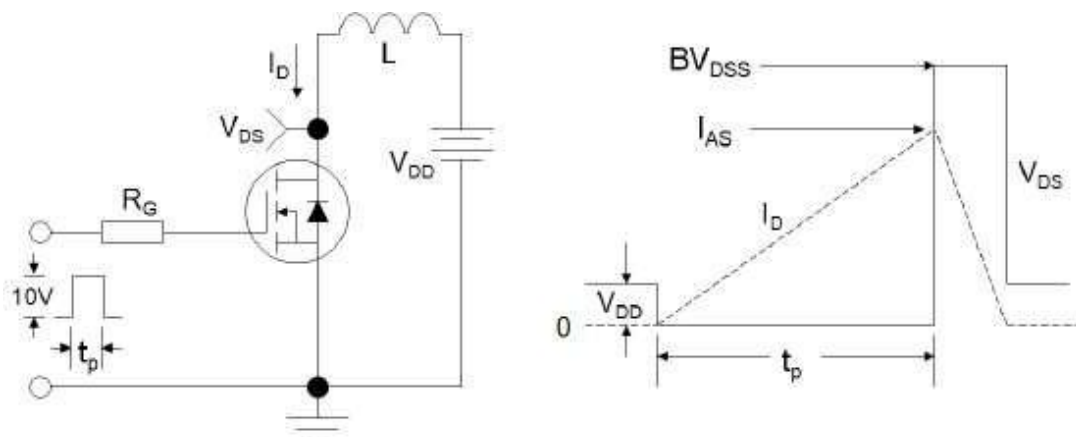 L
I_D
V_DS
V_DD
R_G
10V
t_p
BV_DSS
I_AS
V_DS
I_D
V_DD
0
t_p